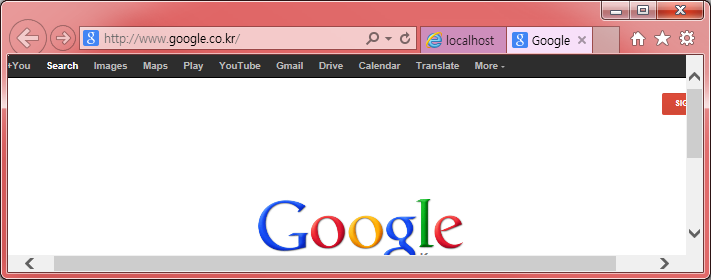 http://www.google.co.kr/ localhost Google
+You Search Images Maps Play YouTube Gmail Drive Calendar Translate More
Google